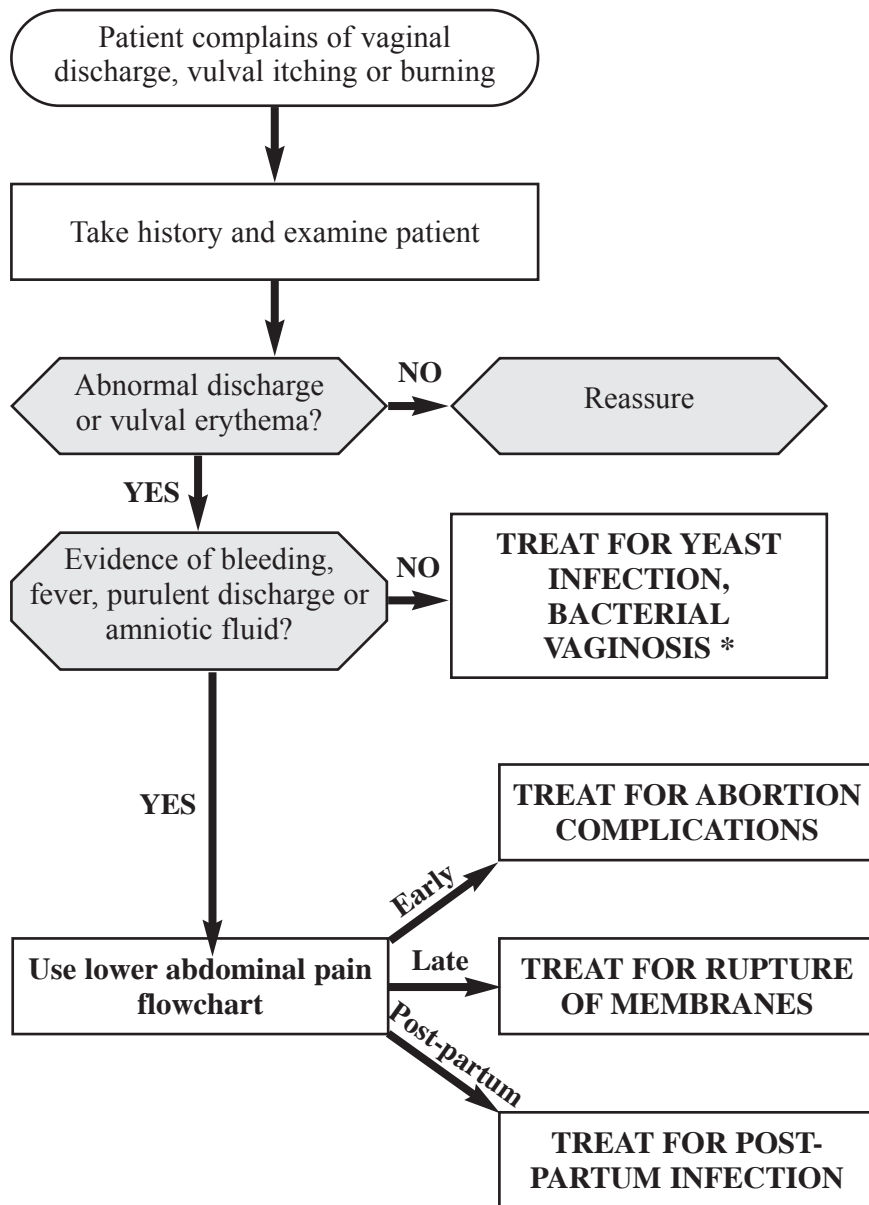 Patient complains of vaginal
discharge, vulval itching or burning
Take history and examine patient
Abnormal discharge
or vulval erythema?
NO
Reassure
YES
Evidence of bleeding,
fever, purulent discharge or
amniotic fluid?
NO
TREAT FOR YEAST
INFECTION,
BACTERIAL
VAGINOSIS *
YES
Use lower abdominal pain
flowchart
Early
TREAT FOR ABORTION
COMPLICATIONS
Late
TREAT FOR RUPTURE
OF MEMBRANES
Post-partum
TREAT FOR POST-
PARTUM INFECTION